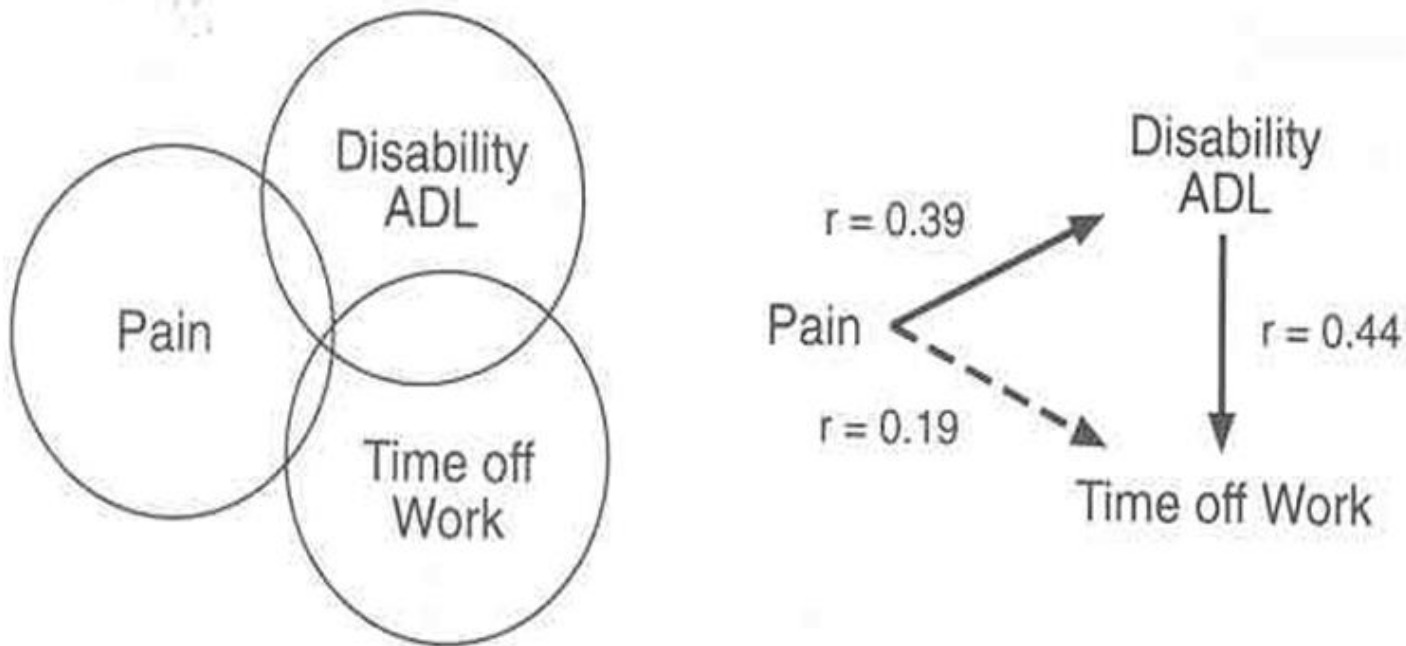 Disability
ADL
Pain
Time off
Work
Disability
ADL
r = 0.39
Pain
r = 0.44
r = 0.19
Time off Work